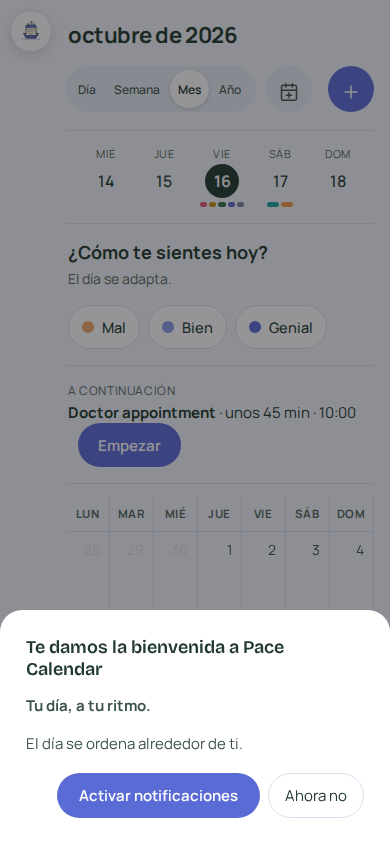 octubre de 2026
Día Semana Mes Año
MIÉ JUE VIE SÁB DOM
14 15 16 17 18
¿Cómo te sientes hoy?
El día se adapta.
Mal Bien Genial
A CONTINUACIÓN
Doctor appointment · unos 45 min · 10:00
Empezar
LUN MAR MIÉ JUE VIE SÁB DOM
28 29 30 1 2 3 4
Te damos la bienvenida a Pace
Calendar
Tu día, a tu ritmo.
El día se ordena alrededor de ti.
Activar notificaciones Ahora no